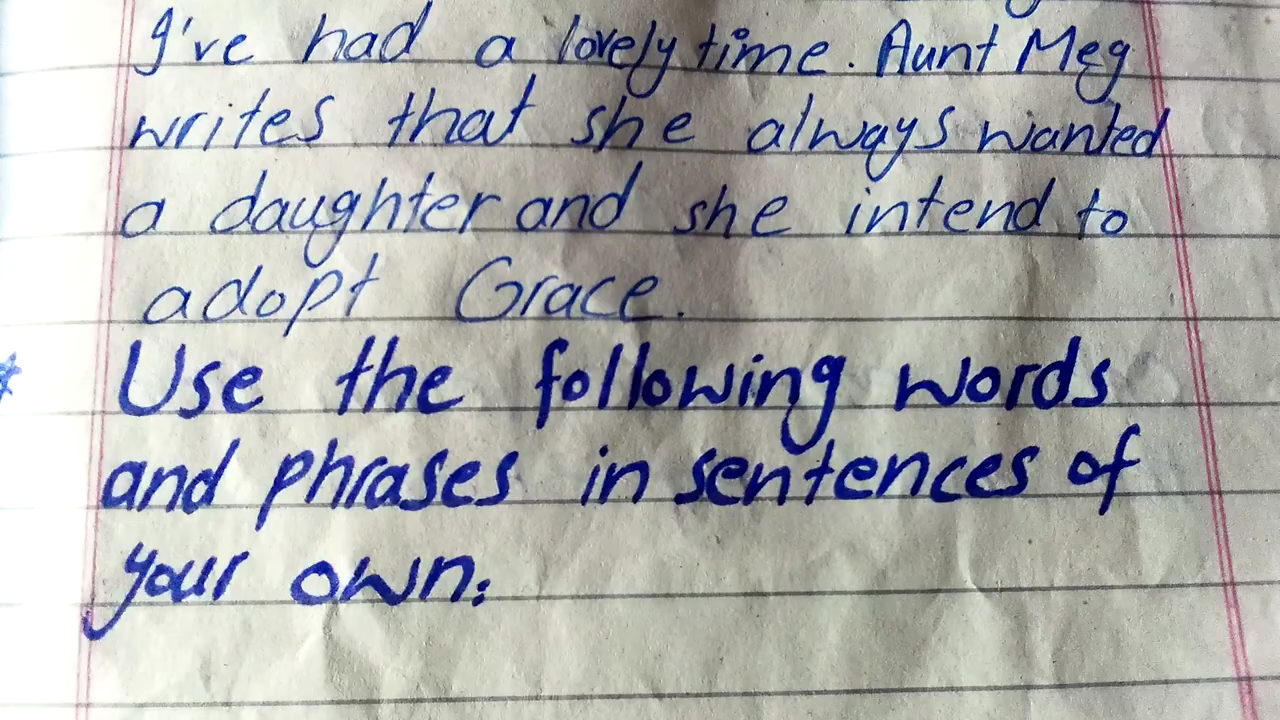 I've had a lovely time. Aunt Meg
writes that she always wanted
a daughter and she intend to
adopt Grace.
* Use the following words
and phrases in sentences of
your own: